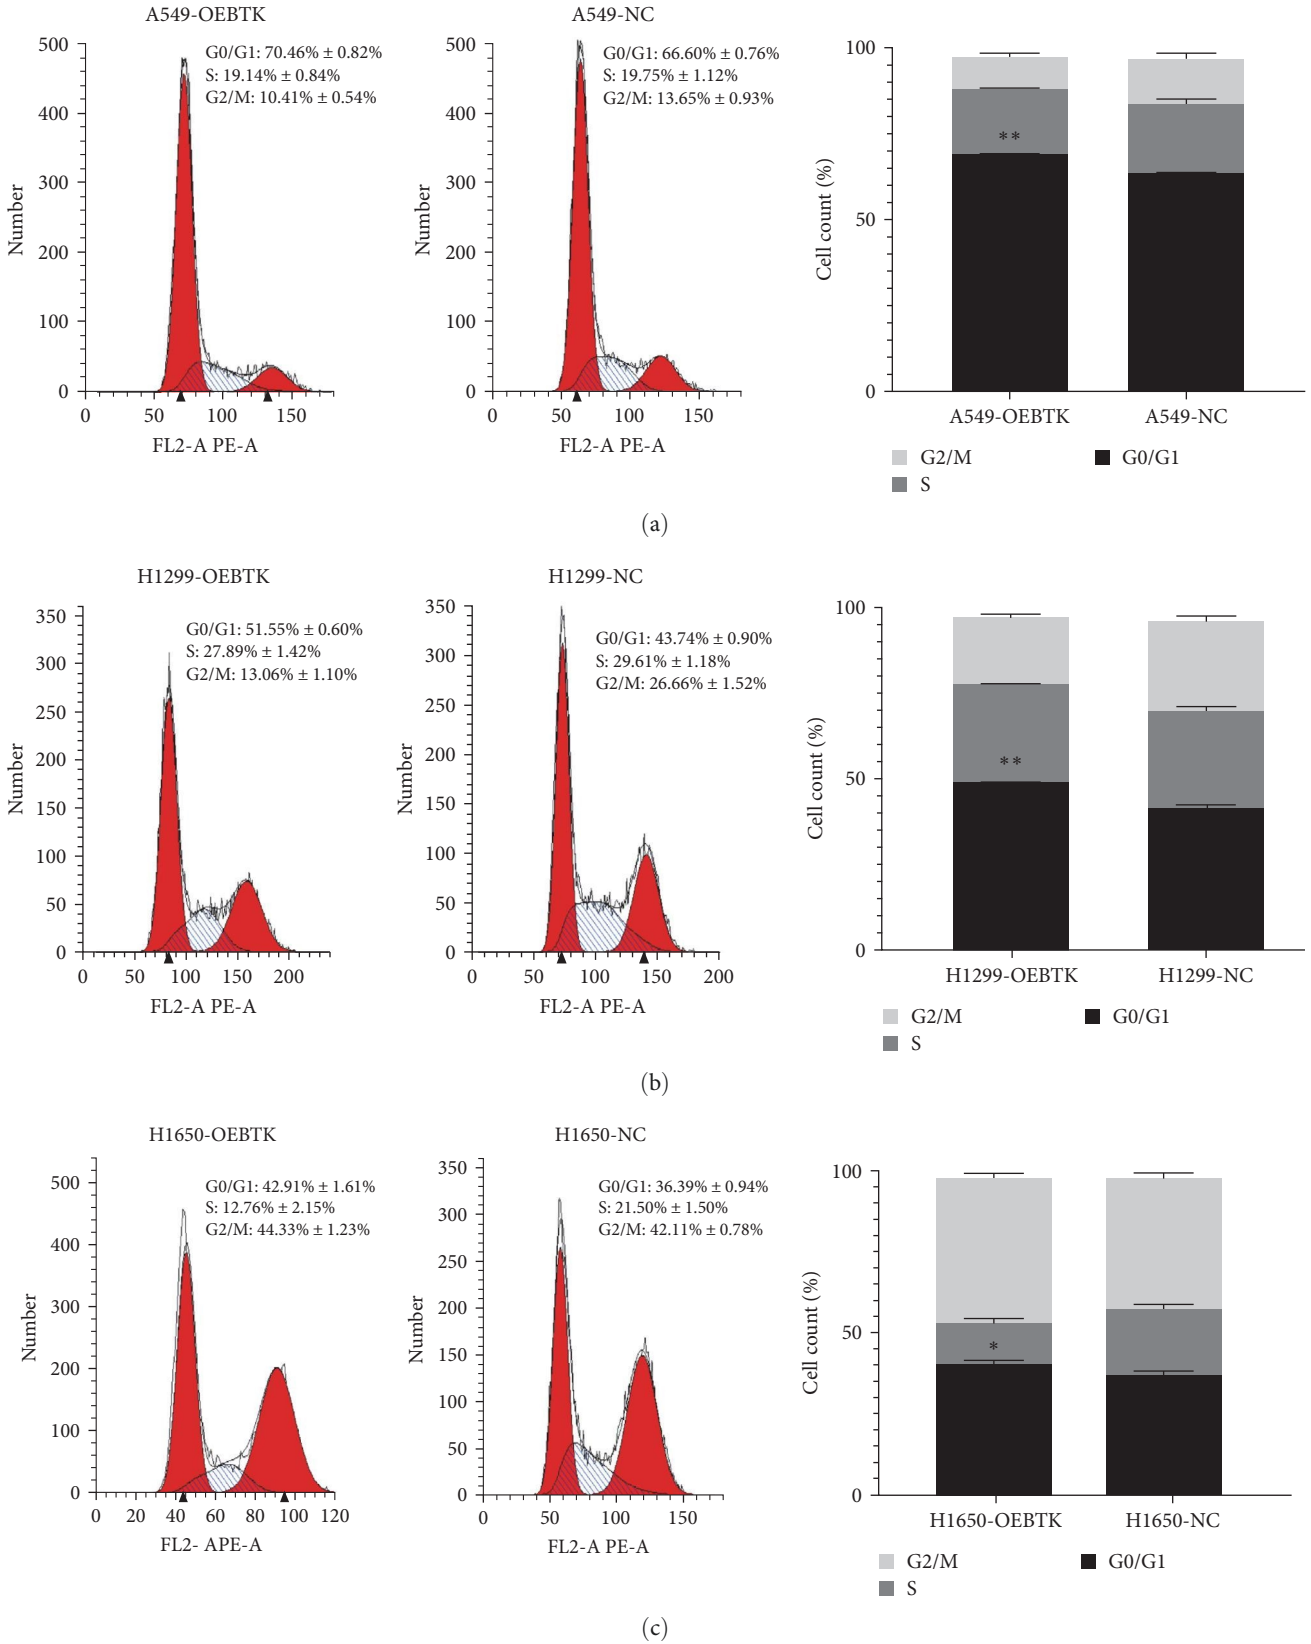 A549-OEBTK
500
400
300
200
100
0
Number
G0/G1: 70.46% ± 0.82%
S: 19.14% ± 0.84%
G2/M: 10.41% ± 0.54%
0 50 100 150
FL2-A PE-A
A549-NC
500
400
300
200
100
0
Number
G0/G1: 66.60% ± 0.76%
S: 19.75% ± 1.12%
G2/M: 13.65% ± 0.93%
0 50 100 150
FL2-A PE-A
100
50
0
Cell count (%)
**
A549-OEBTK A549-NC
G2/M G0/G1
S
(a)
H1299-OEBTK
350
300
250
200
150
100
50
0
Number
G0/G1: 51.55% ± 0.60%
S: 27.89% ± 1.42%
G2/M: 13.06% ± 1.10%
0 50 100 150 200
FL2-A PE-A
H1299-NC
350
300
250
200
150
100
50
0
Number
G0/G1: 43.74% ± 0.90%
S: 29.61% ± 1.18%
G2/M: 26.66% ± 1.52%
0 50 100 150 200
FL2-A PE-A
100
50
0
Cell count (%)
**
H1299-OEBTK H1299-NC
G2/M G0/G1
S
(b)
H1650-OEBTK
500
400
300
200
100
0
Number
G0/G1: 42.91% ± 1.61%
S: 12.76% ± 2.15%
G2/M: 44.33% ± 1.23%
0 20 40 60 80 100 120
FL2- APE-A
H1650-NC
350
300
250
200
150
100
50
0
Number
G0/G1: 36.39% ± 0.94%
S: 21.50% ± 1.50%
G2/M: 42.11% ± 0.78%
0 50 100 150
FL2-A PE-A
100
50
0
Cell count (%)
*
H1650-OEBTK H1650-NC
G2/M G0/G1
S
(c)